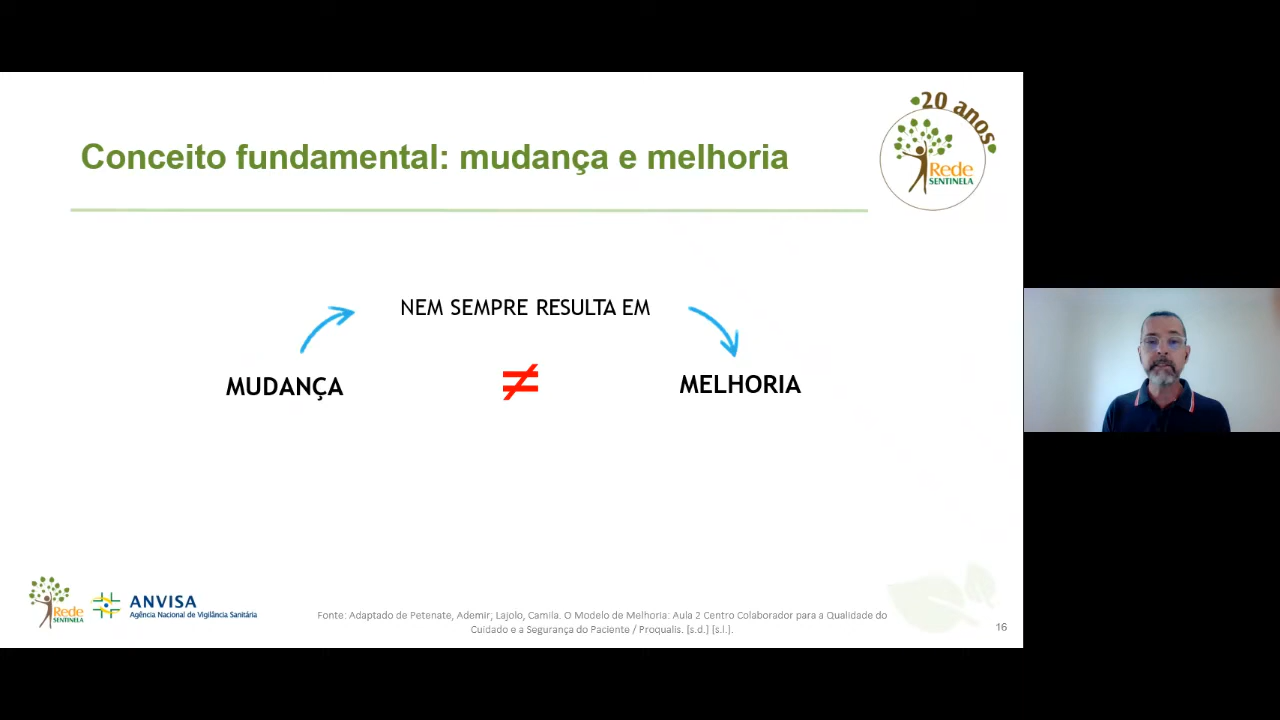 20 anos
Rede
SENTINELA
Conceito fundamental: mudança e melhoria
NEM SEMPRE RESULTA EM
MUDANÇA
≠
MELHORIA
Rede
SENTINELA
ANVISA
Agência Nacional de Vigilância Sanitária
Fonte: Adaptado de Petenate, Ademir; Lajolo, Camila. O Modelo de Melhoria: Aula 2 Centro Colaborador para a Qualidade do
Cuidado e a Segurança do Paciente / Proqualis. [s.d.] [s.l.].
16